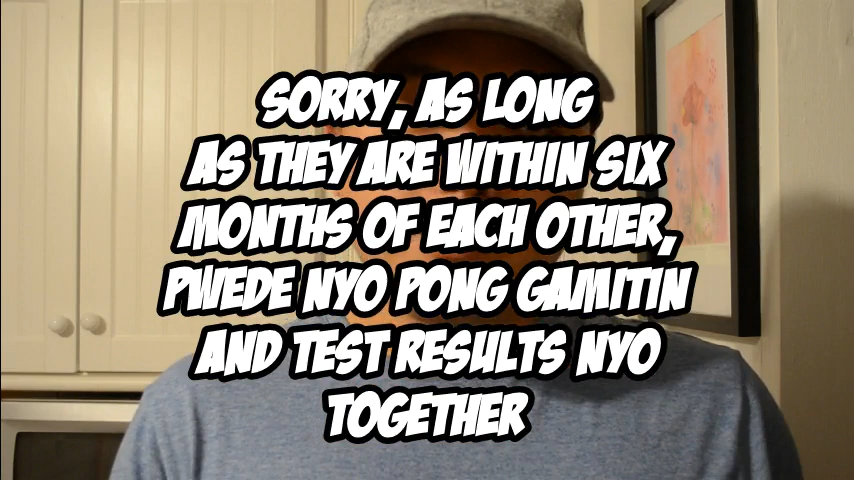 SORRY, AS LONG
AS THEY ARE WITHIN SIX
MONTHS OF EACH OTHER,
PWEDE NYO PONG GAMITIN
AND TEST RESULTS NYO
TOGETHER